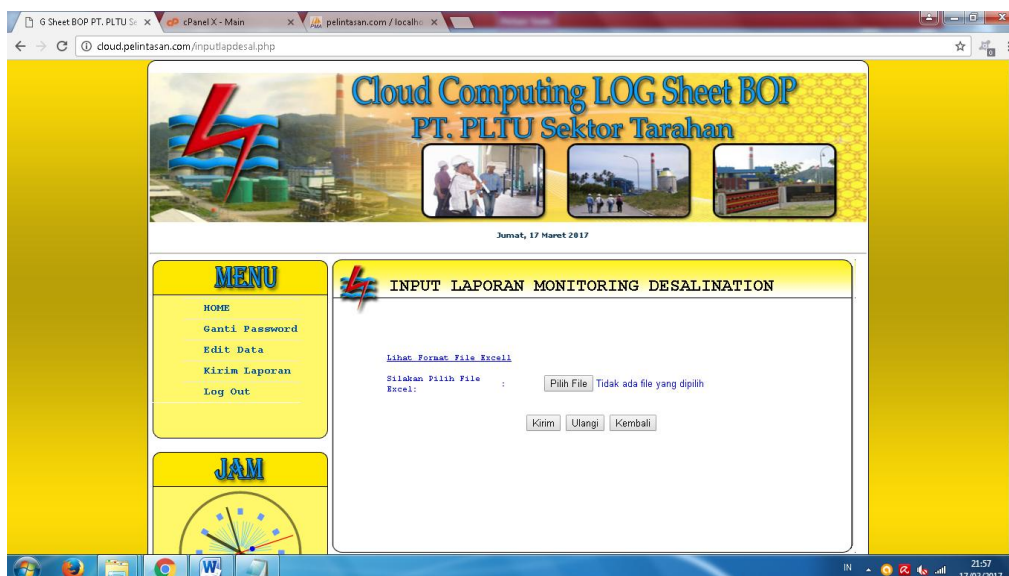 G Sheet BOP PT. PLTU Se
cPanel X - Main
pelintasan.com / localho
cloud.pelintasan.com/inputlapdesal.php
Cloud Computing LOG Sheet BOP
PT. PLTU Sektor Tarahan
Jumat, 17 Maret 2017
MENU
HOME
Ganti Password
Edit Data
Kirim Laporan
Log Out
JAM
INPUT LAPORAN MONITORING DESALINATION
Lihat Format File Excell
Silakan Pilih File
Excel:
:
Pilih File Tidak ada file yang dipilih
Kirim Ulangi Kembali
IN
21:57
17/03/2017